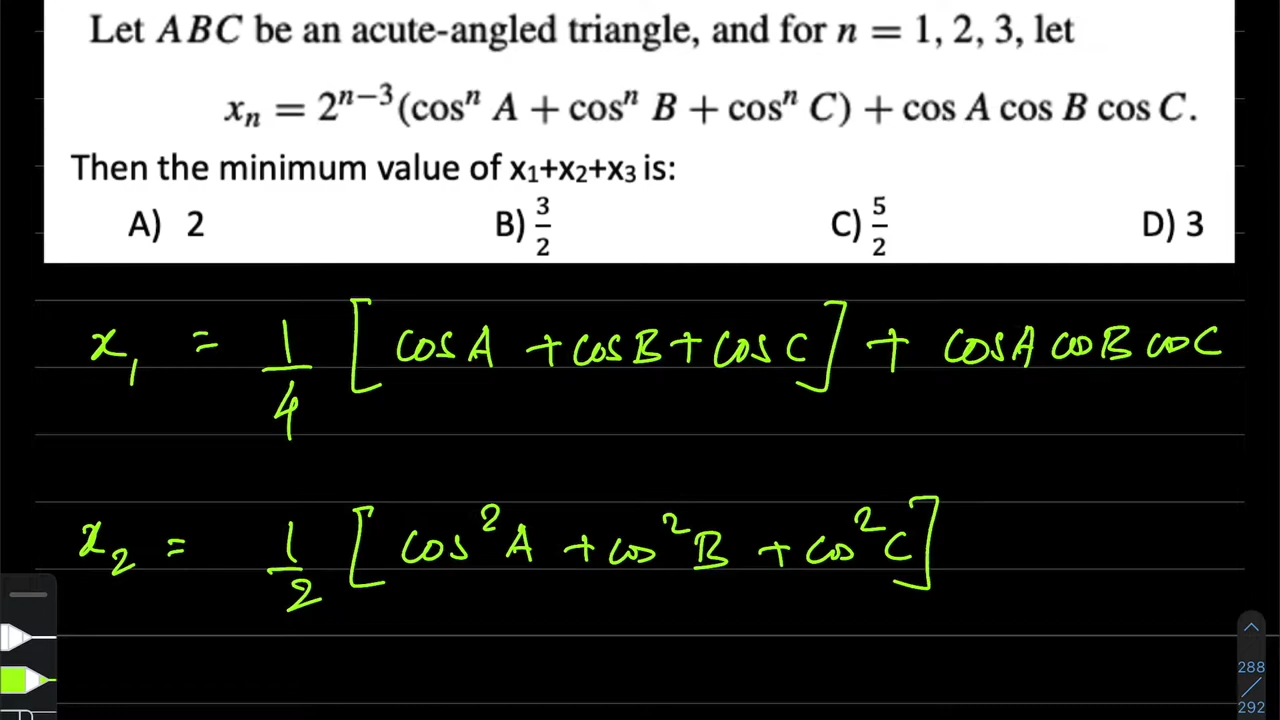 Let ABC be an acute-angled triangle, and for n = 1, 2, 3, let
xₙ = 2ⁿ⁻³(cosⁿ A + cosⁿ B + cosⁿ C) + cos A cos B cos C.
Then the minimum value of x₁+x₂+x₃ is:
A) 2 B) 3/2 C) 5/2 D) 3
x₁ = 1/4 [cos A + cos B + cos C] + cos A cos B cos C
x₂ = 1/2 [cos² A + cos² B + cos² C]
288
/
292